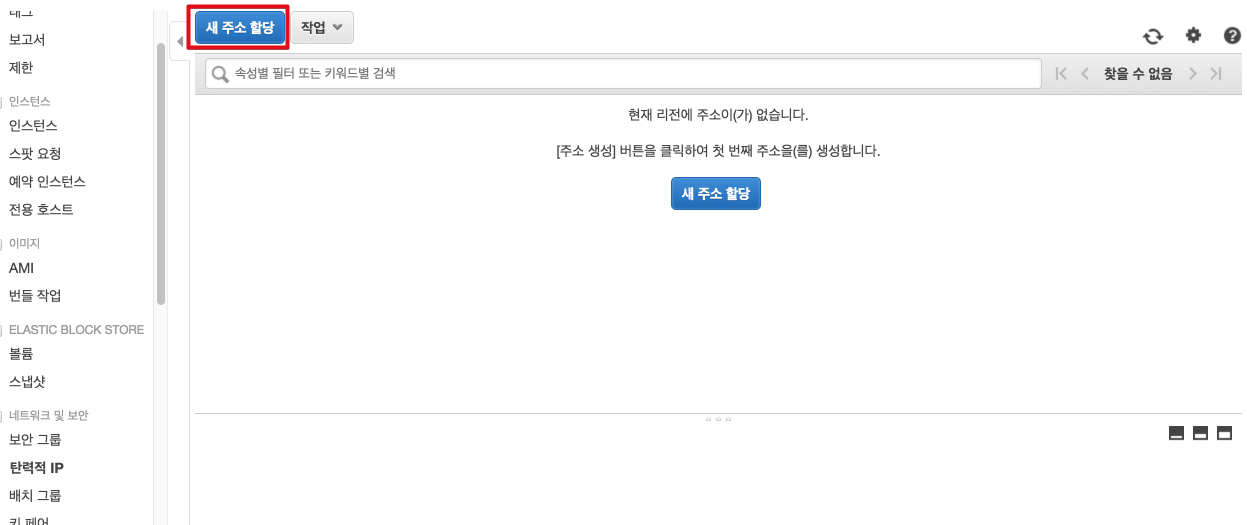 태그
보고서
제한
인스턴스
인스턴스
스팟 요청
예약 인스턴스
전용 호스트
이미지
AMI
번들 작업
ELASTIC BLOCK STORE
볼륨
스냅샷
네트워크 및 보안
보안 그룹
탄력적 IP
배치 그룹
키 페어
새 주소 할당 작업
속성별 필터 또는 키워드별 검색 찾을 수 없음
현재 리전에 주소이(가) 없습니다.
[주소 생성] 버튼을 클릭하여 첫 번째 주소을(를) 생성합니다.
새 주소 할당